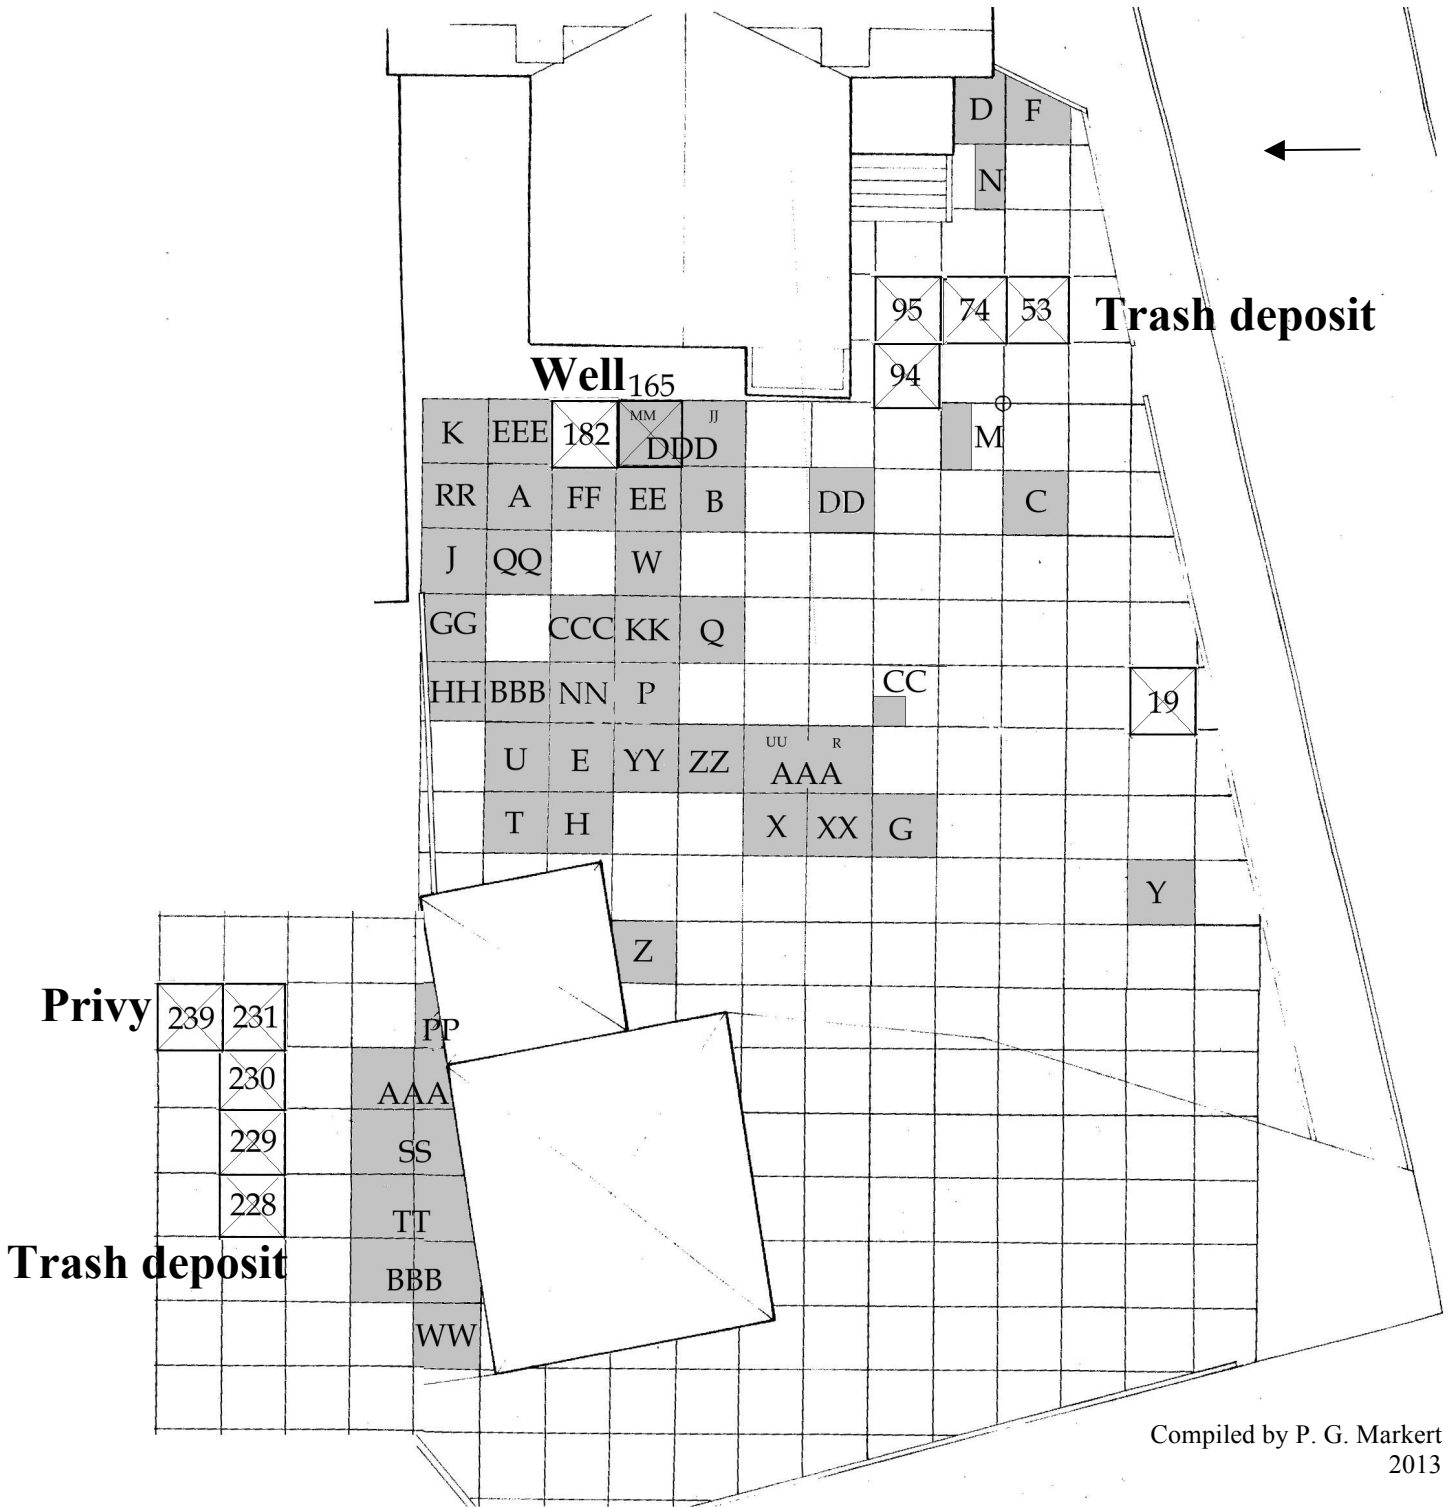 D F
N
95 74 53 Trash deposit
94
Well 165
K EEE 182 MM JJ
DDD
M
RR A FF EE B DD C
J QQ W
GG CCC KK Q
HH BBB NN P CC 19
U E YY ZZ UU R
AAA
T H X XX G
Y
Z
Privy 239 231 PP
230 AAA
229 SS
228 TT
Trash deposit BBB
WW
Compiled by P. G. Markert
2013